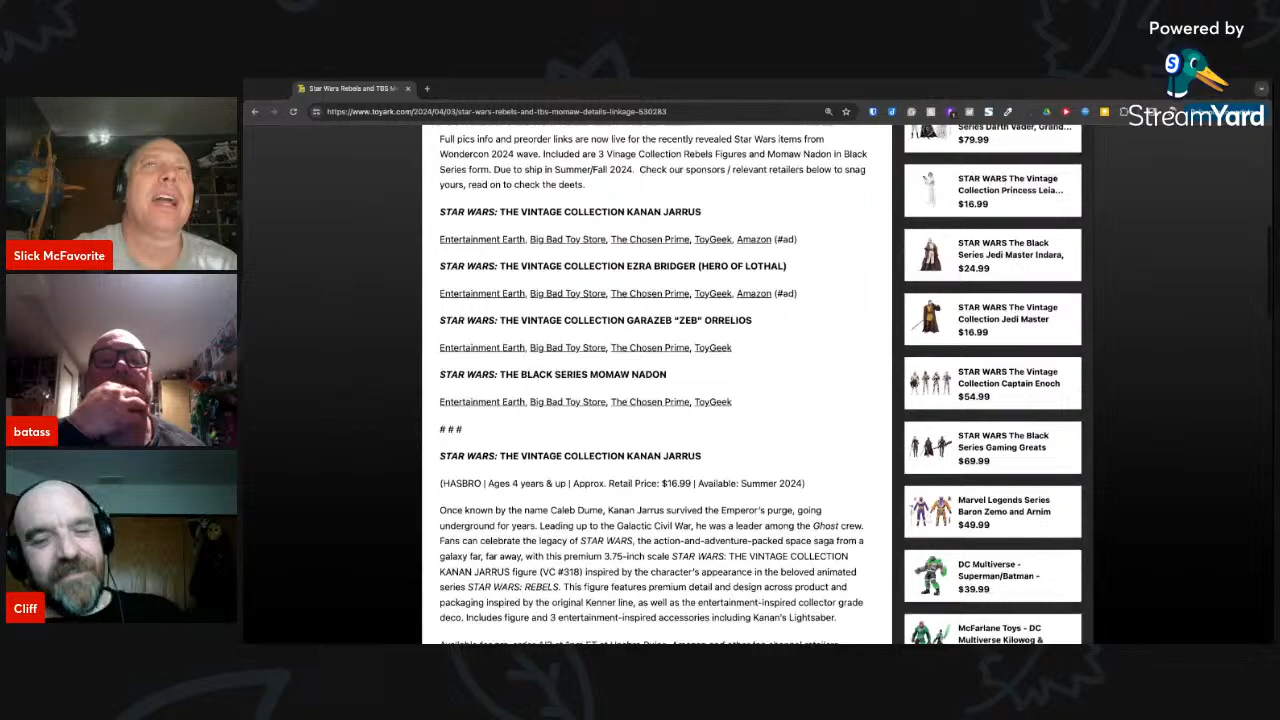 Powered by
StreamYard
Star Wars Rebels and TBS M
https://www.toyark.com/2024/04/03/star-wars-rebels-and-tbs-momaw-details-linkage-530283
Full pics info and preorder links are now live for the recently revealed Star Wars items from
Wondercon 2024 wave. Included are 3 Vinage Collection Rebels Figures and Momaw Nadon in Black
Series form. Due to ship in Summer/Fall 2024. Check our sponsors / relevant retailers below to snag
yours, read on to check the deets.
STAR WARS: THE VINTAGE COLLECTION KANAN JARRUS
Entertainment Earth, Big Bad Toy Store, The Chosen Prime, ToyGeek, Amazon (#ad)
STAR WARS: THE VINTAGE COLLECTION EZRA BRIDGER (HERO OF LOTHAL)
Entertainment Earth, Big Bad Toy Store, The Chosen Prime, ToyGeek, Amazon (#ad)
STAR WARS: THE VINTAGE COLLECTION GARAZEB “ZEB” ORRELIOS
Entertainment Earth, Big Bad Toy Store, The Chosen Prime, ToyGeek
STAR WARS: THE BLACK SERIES MOMAW NADON
Entertainment Earth, Big Bad Toy Store, The Chosen Prime, ToyGeek
# # #
STAR WARS: THE VINTAGE COLLECTION KANAN JARRUS
(HASBRO | Ages 4 years & up | Approx. Retail Price: $16.99 | Available: Summer 2024)
Once known by the name Caleb Dume, Kanan Jarrus survived the Emperor's purge, going
underground for years. Leading up to the Galactic Civil War, he was a leader among the Ghost crew.
Fans can celebrate the legacy of STAR WARS, the action-and-adventure-packed space saga from a
galaxy far, far away, with this premium 3.75-inch scale STAR WARS: THE VINTAGE COLLECTION
KANAN JARRUS figure (VC #318) inspired by the character's appearance in the beloved animated
series STAR WARS: REBELS. This figure features premium detail and design across product and
packaging inspired by the original Kenner line, as well as the entertainment-inspired collector grade
deco. Includes figure and 3 entertainment-inspired accessories including Kanan's Lightsaber.
Series Darth Vader, Grand...
$79.99
STAR WARS The Vintage
Collection Princess Leia...
$16.99
STAR WARS The Black
Series Jedi Master Indara,
$24.99
STAR WARS The Vintage
Collection Jedi Master
$16.99
STAR WARS The Vintage
Collection Captain Enoch
$54.99
STAR WARS The Black
Series Gaming Greats
$69.99
Marvel Legends Series
Baron Zemo and Arnim
$49.99
DC Multiverse -
Superman/Batman -
$39.99
McFarlane Toys - DC
Multiverse Kilowog &
Slick McFavorite
batass
Cliff